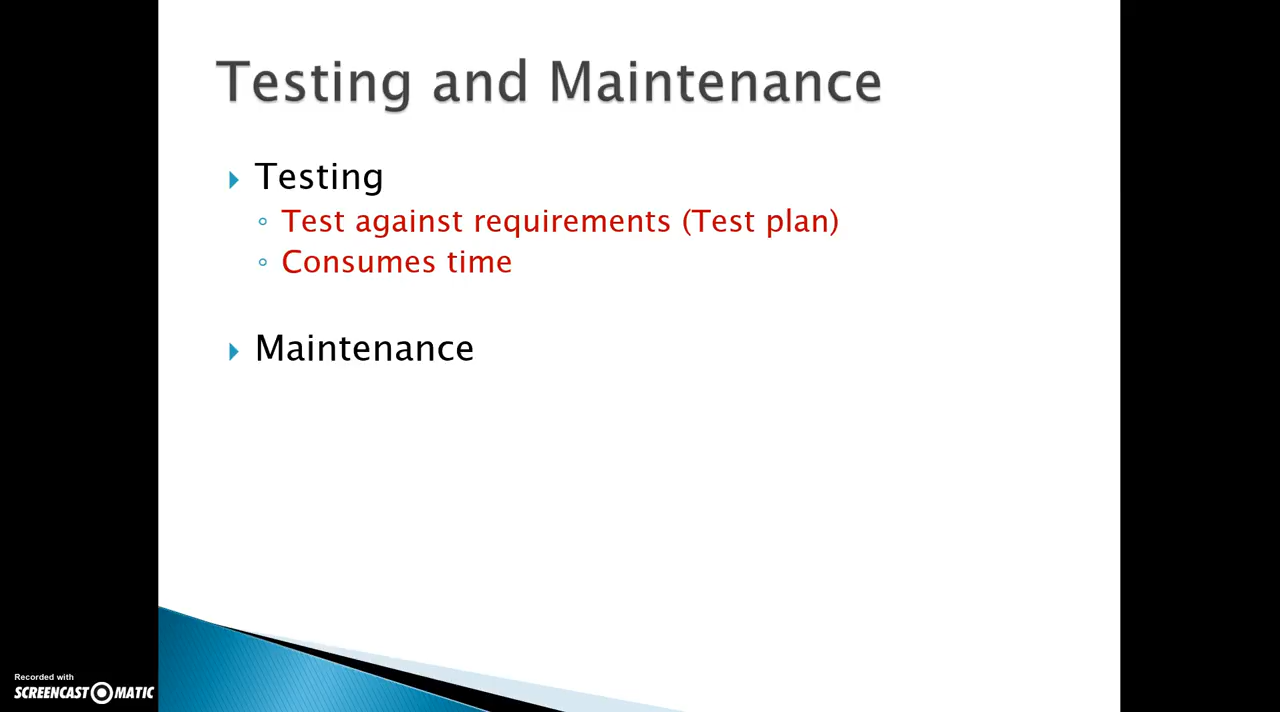 Testing and Maintenance
Testing
Test against requirements (Test plan)
Consumes time
Maintenance
Recorded with
SCREENCAST MATIC